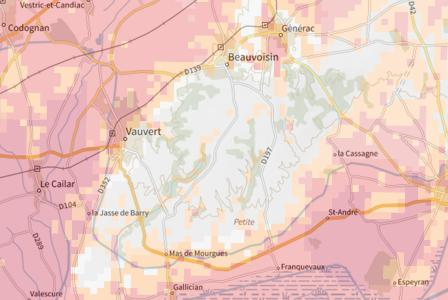 Vestric-et-Candiac
D42
Codognan
Générac
Beauvoisin
D139
Vauvert
la Cassagne
D197
Le Cailar
D352
D104
la Jasse de Barry
St-André
Petite
D289
Mas de Mourgues
Franquevaux
Espeyran
Valescure
Gallician